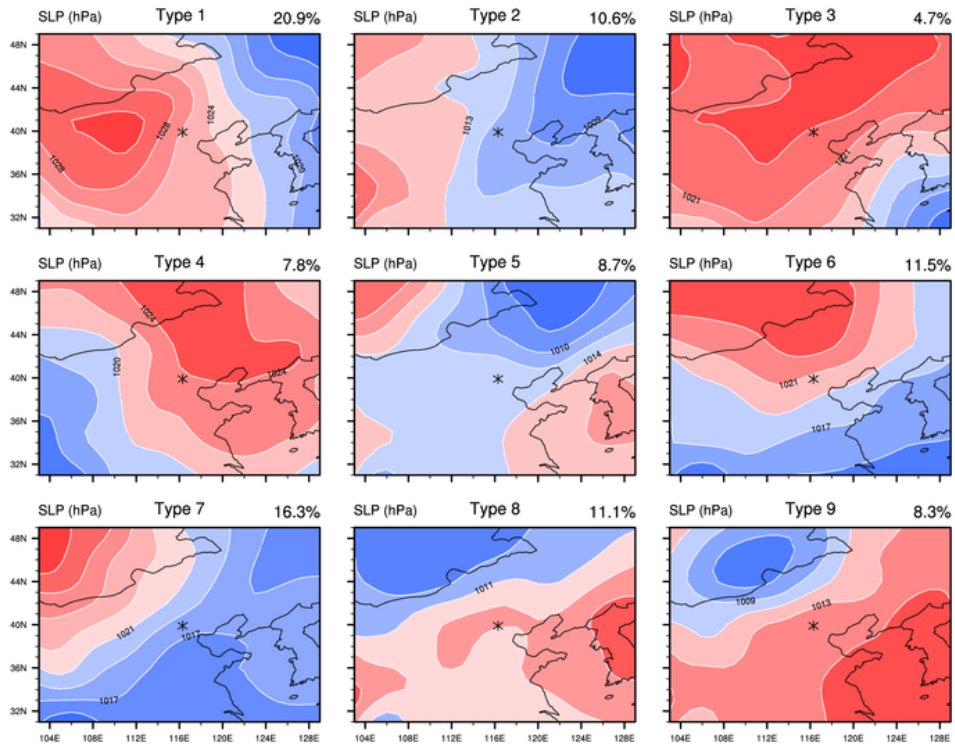 SLP (hPa) Type 1 20.9% SLP (hPa) Type 2 10.6% SLP (hPa) Type 3 4.7%
48N
44N
40N
36N
32N
1028
1024
1028
1020
1013
1009
1021
1021
SLP (hPa) Type 4 7.8% SLP (hPa) Type 5 8.7% SLP (hPa) Type 6 11.5%
48N
44N
40N
36N
32N
1024
1020
1024
1010
1014
1021
1017
SLP (hPa) Type 7 16.3% SLP (hPa) Type 8 11.1% SLP (hPa) Type 9 8.3%
48N
44N
40N
36N
32N
1021
1017
1017
1011
1009
1013
104E 108E 112E 116E 120E 124E 128E 104E 108E 112E 116E 120E 124E 128E 104E 108E 112E 116E 120E 124E 128E